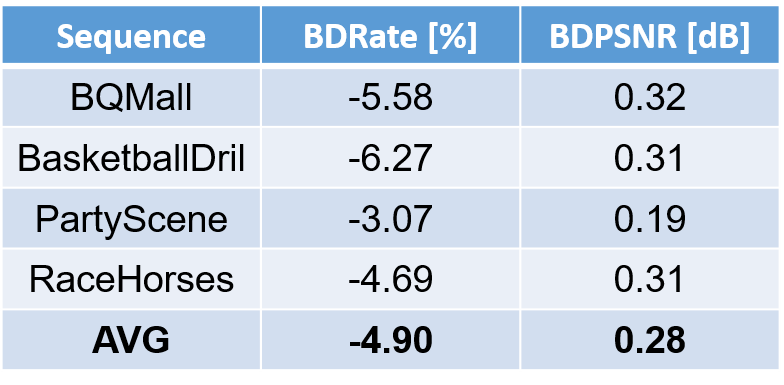 Sequence BDRate [%] BDPSNR [dB]
BQMall -5.58 0.32
BasketballDril -6.27 0.31
PartyScene -3.07 0.19
RaceHorses -4.69 0.31
AVG -4.90 0.28